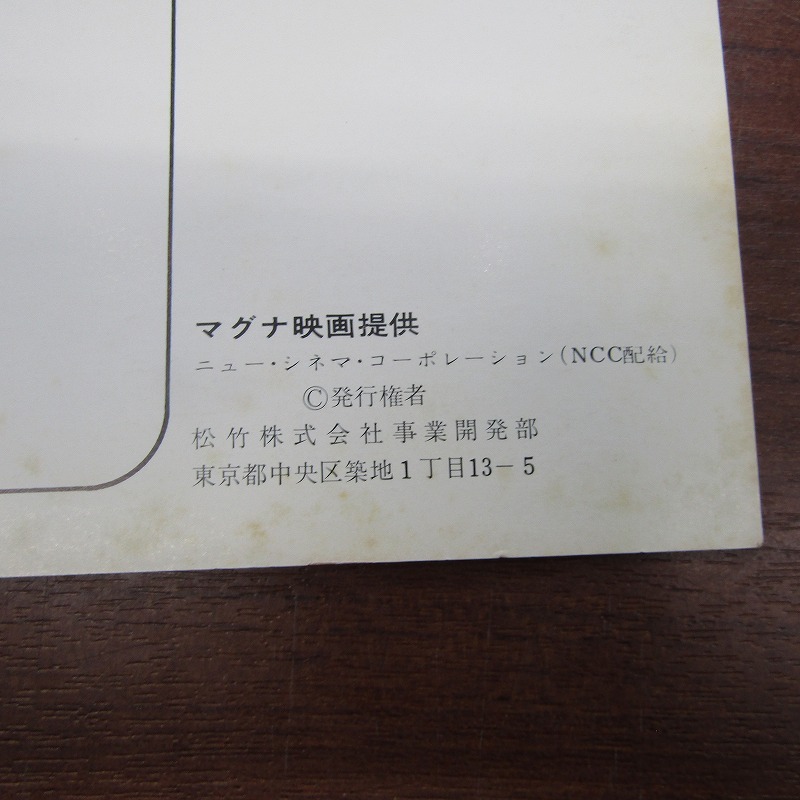 マグナ映画提供
ニュー・シネマ・コーポレーション(NCC配給)
©発行権者
松竹株式会社事業開発部
東京都中央区築地1丁目13−5